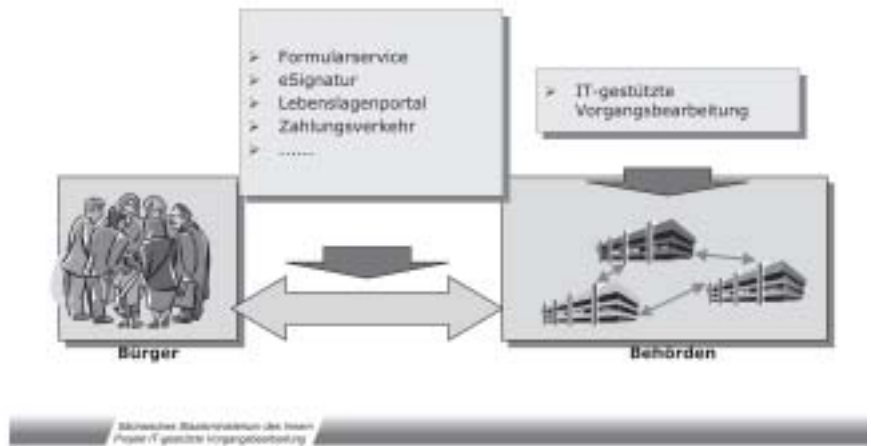 Formularservice
eSignatur
Lebenslagenportal
Zahlungsverkehr
......
IT-gestützte
Vorgangsbearbeitung
Bürger
Behörden
Sächsisches Staatsministerium des Innern
Projekt IT-gestützte Vorgangsbearbeitung